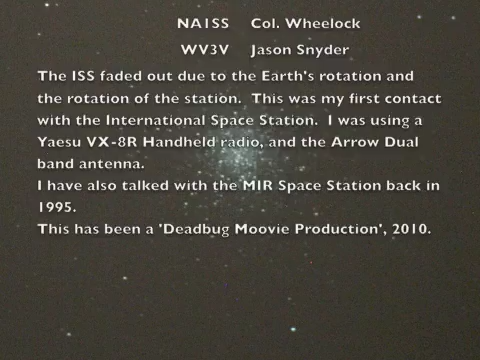 NA1SS Col. Wheelock
WV3V Jason Snyder
The ISS faded out due to the Earth's rotation and
the rotation of the station. This was my first contact
with the International Space Station. I was using a
Yaesu VX-8R Handheld radio, and the Arrow Dual
band antenna.
I have also talked with the MIR Space Station back in
1995.
This has been a 'Deadbug Moovie Production', 2010.